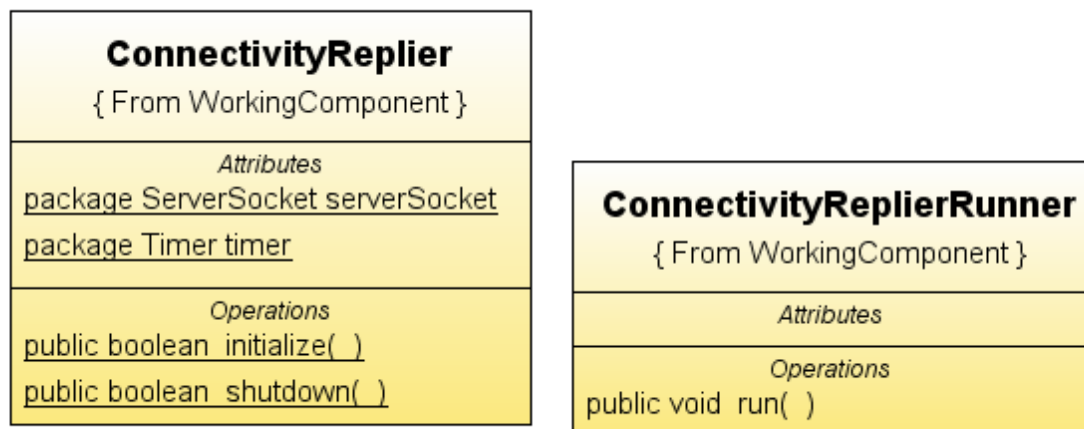 ConnectivityReplier
{ From WorkingComponent }
Attributes
package ServerSocket serverSocket
package Timer timer
Operations
public boolean initialize( )
public boolean shutdown( )
ConnectivityReplierRunner
{ From WorkingComponent }
Attributes
Operations
public void run( )